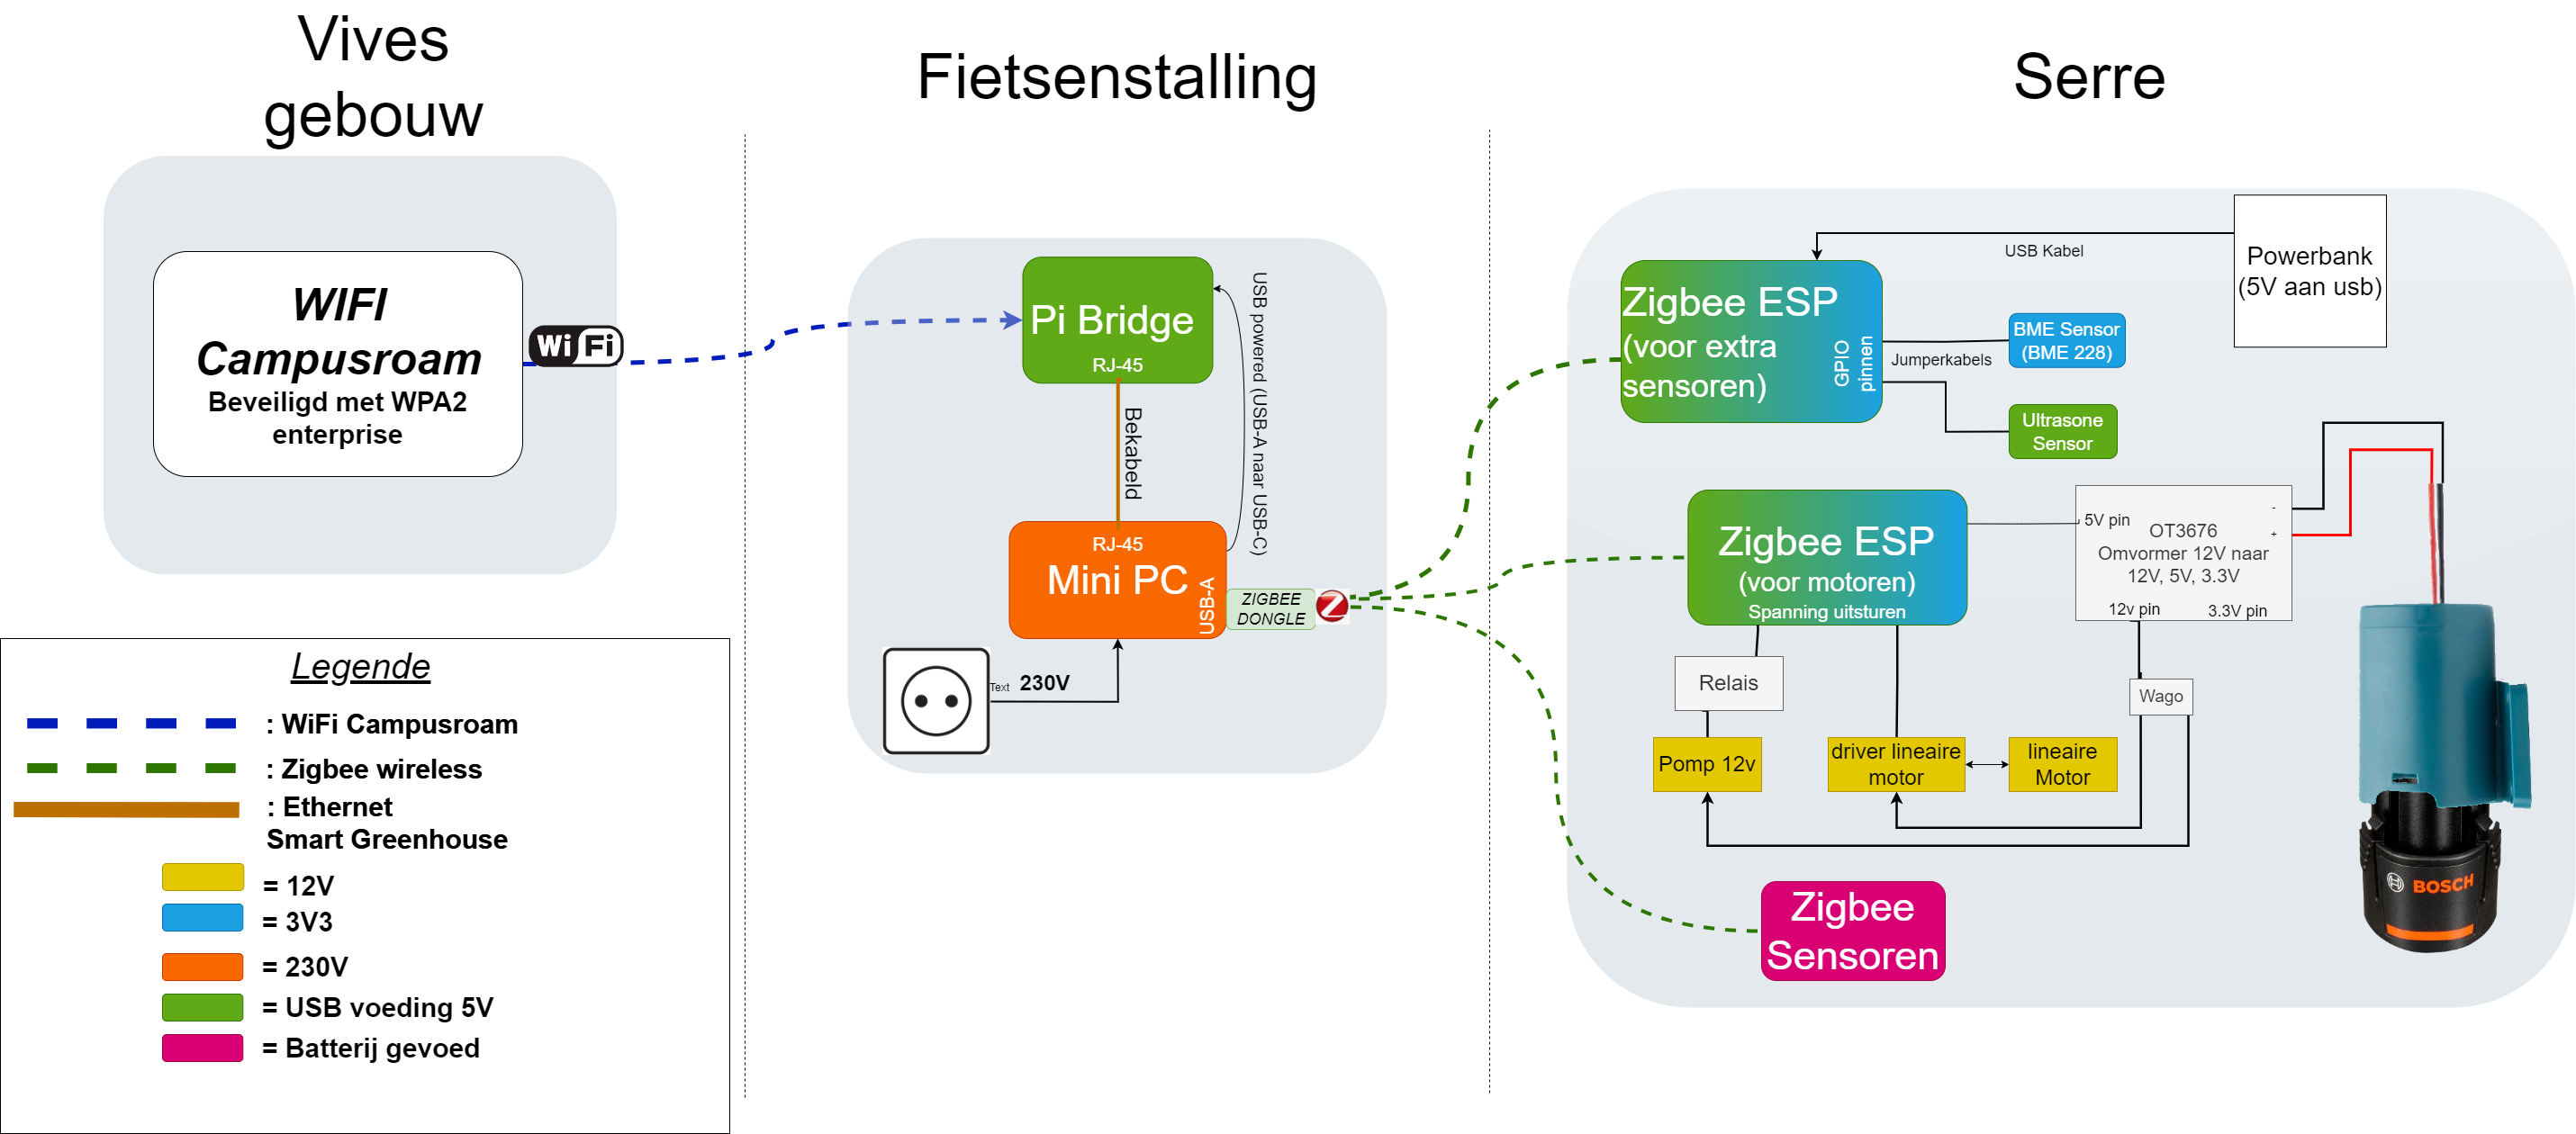 Vives
gebouw
Fietsenstalling
Serre
WIFI
Campusroam
Beveiligd met WPA2
enterprise
WiFi
Pi Bridge
RJ-45
Bekabeld
USB powered (USB-A naar USB-C)
RJ-45
Mini PC
USB-A
ZIGBEE
DONGLE
Z
Text
230V
Powerbank
(5V aan usb)
USB Kabel
Zigbee ESP
(voor extra
sensoren)
GPIO
pinnen
Jumperkabels
BME Sensor
(BME 228)
Ultrasone
Sensor
Zigbee ESP
(voor motoren)
Spanning uitsturen
5V pin
-
+
OT3676
Omvormer 12V naar
12V, 5V, 3.3V
12v pin
3.3V pin
Relais
Wago
Pomp 12v
driver lineaire
motor
lineaire
Motor
Zigbee
Sensoren
BOSCH
Legende
: WiFi Campusroam
: Zigbee wireless
: Ethernet
Smart Greenhouse
= 12V
= 3V3
= 230V
= USB voeding 5V
= Batterij gevoed